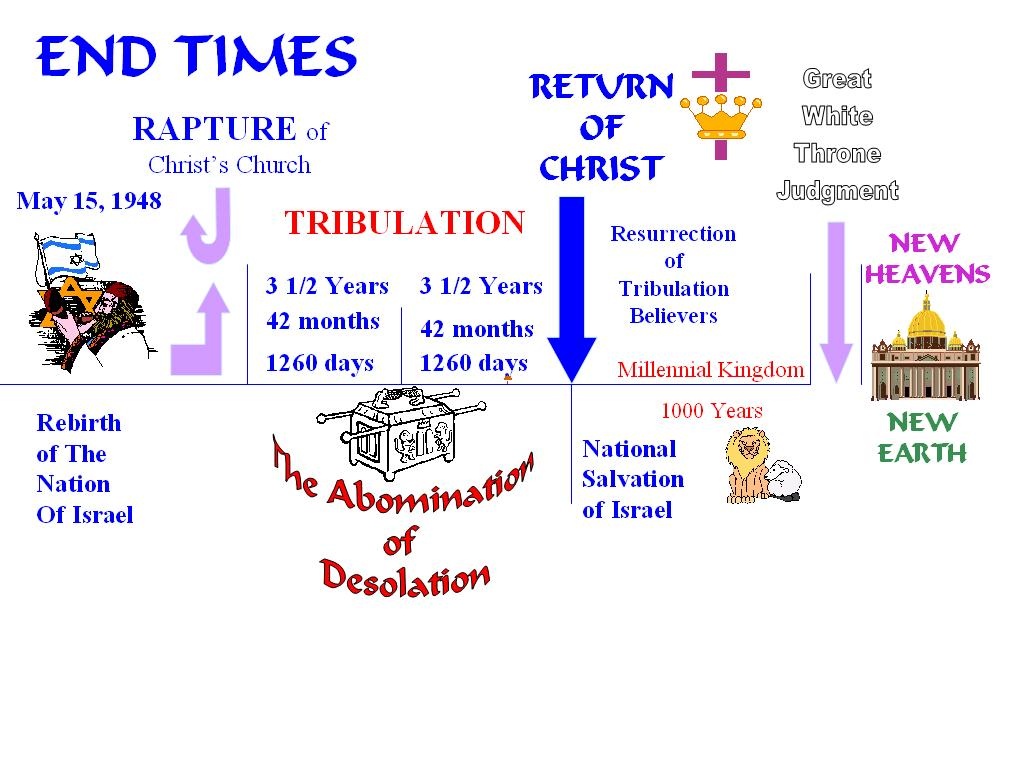 END TIMES
RAPTURE of
Christ's Church
May 15, 1948
Rebirth
of The
Nation
Of Israel
TRIBULATION
3 1/2 Years
42 months
1260 days
3 1/2 Years
42 months
1260 days
The Abomination
of
Desolation
RETURN
OF
CHRIST
Resurrection
of
Tribulation
Believers
Millennial Kingdom
1000 Years
National
Salvation
of Israel
Great
White
Throne
Judgment
NEW
HEAVENS
NEW
EARTH